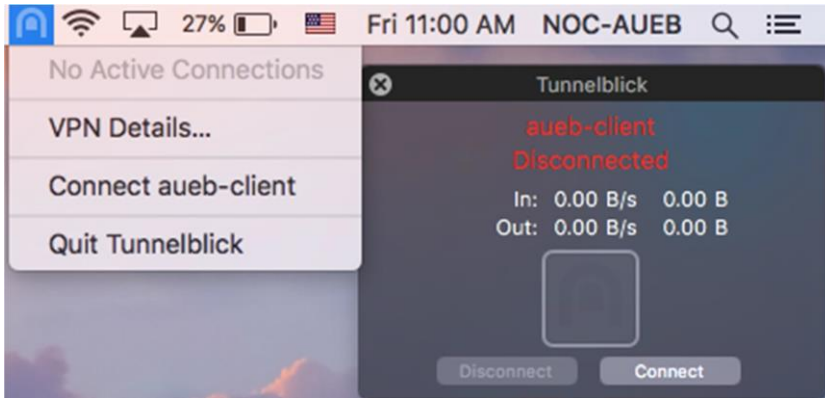 27% Fri 11:00 AM NOC-AUEB
No Active Connections
VPN Details...
Connect aueb-client
Quit Tunnelblick
Tunnelblick
aueb-client
Disconnected
In: 0.00 B/s 0.00 B
Out: 0.00 B/s 0.00 B
Disconnect Connect